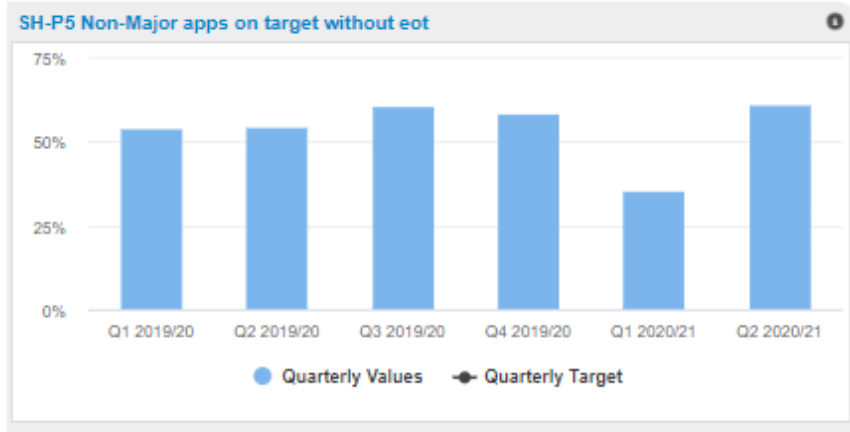 SH-P5 Non-Major apps on target without eot
75%
50%
25%
0%
Q1 2019/20 Q2 2019/20 Q3 2019/20 Q4 2019/20 Q1 2020/21 Q2 2020/21
Quarterly Values Quarterly Target